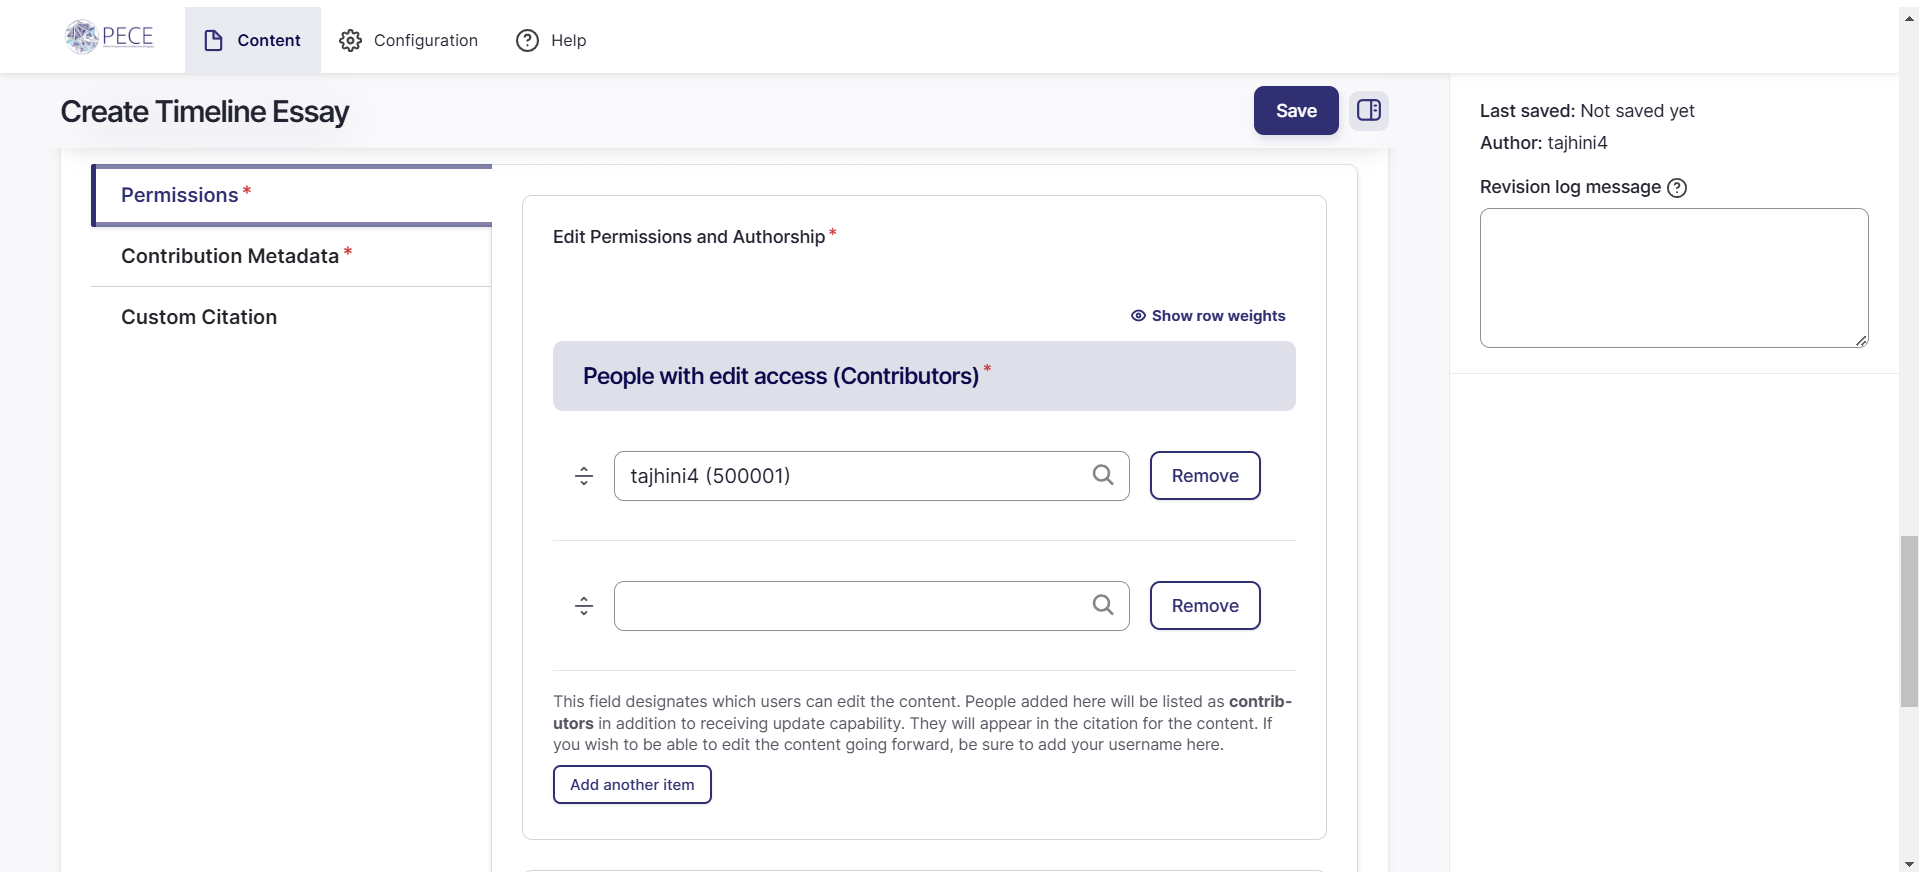 PECE
Content
Configuration
Help
Create Timeline Essay
Save
Last saved: Not saved yet
Author: tajhini4
Revision log message
Permissions*
Contribution Metadata*
Custom Citation
Edit Permissions and Authorship*
Show row weights
People with edit access (Contributors)*
tajhini4 (500001)
Remove
Remove
This field designates which users can edit the content. People added here will be listed as contrib-
utors in addition to receiving update capability. They will appear in the citation for the content. If
you wish to be able to edit the content going forward, be sure to add your username here.
Add another item